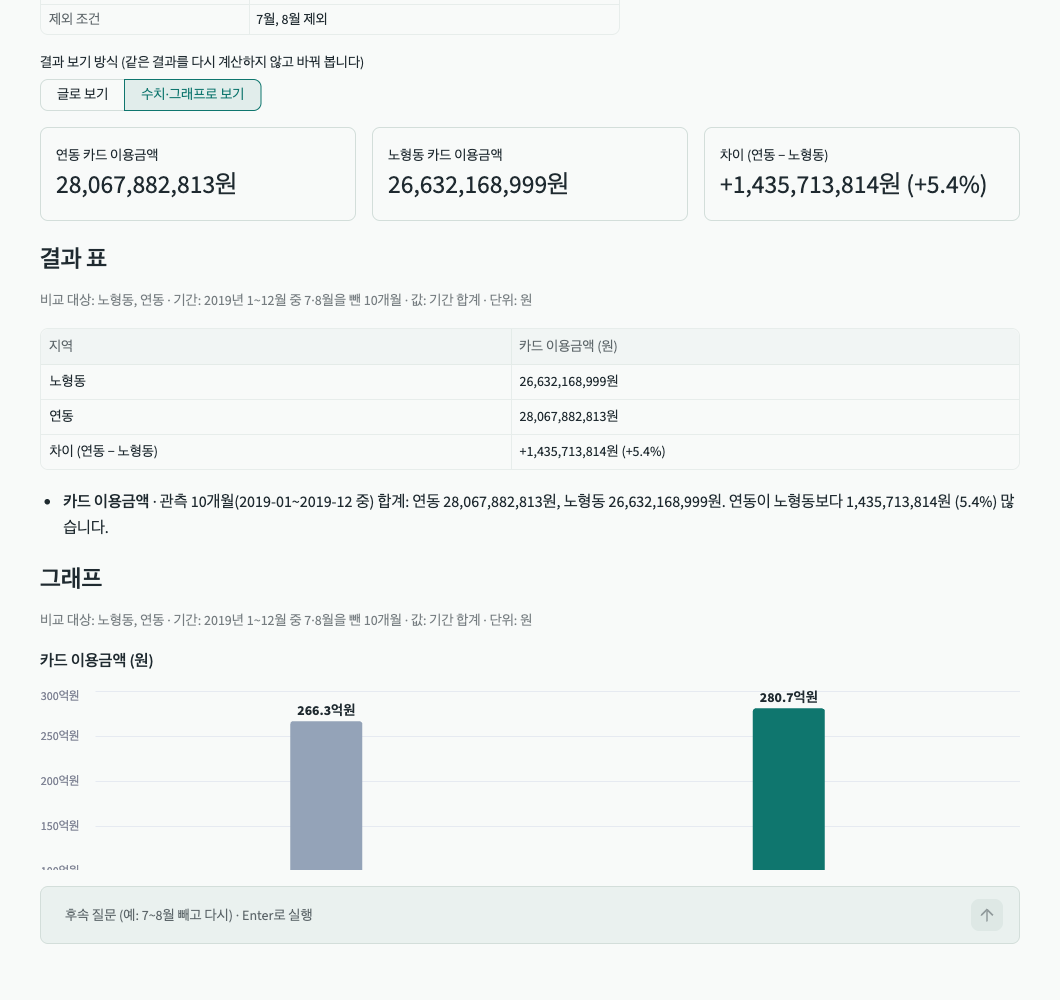 제외 조건 7월, 8월 제외
결과 보기 방식 (같은 결과를 다시 계산하지 않고 바꿔 봅니다)
글로 보기 수치·그래프로 보기
연동 카드 이용금액
28,067,882,813원
노형동 카드 이용금액
26,632,168,999원
차이 (연동 – 노형동)
+1,435,713,814원 (+5.4%)
결과 표
비교 대상: 노형동, 연동 · 기간: 2019년 1~12월 중 7·8월을 뺀 10개월 · 값: 기간 합계 · 단위: 원
지역 카드 이용금액 (원)
노형동 26,632,168,999원
연동 28,067,882,813원
차이 (연동 – 노형동) +1,435,713,814원 (+5.4%)
• 카드 이용금액 · 관측 10개월(2019-01~2019-12 중) 합계: 연동 28,067,882,813원, 노형동 26,632,168,999원. 연동이 노형동보다 1,435,713,814원 (5.4%) 많
습니다.
그래프
비교 대상: 노형동, 연동 · 기간: 2019년 1~12월 중 7·8월을 뺀 10개월 · 값: 기간 합계 · 단위: 원
카드 이용금액 (원)
300억원 280.7억원
266.3억원
250억원
200억원
150억원
후속 질문 (예: 7~8월 빼고 다시) · Enter로 실행